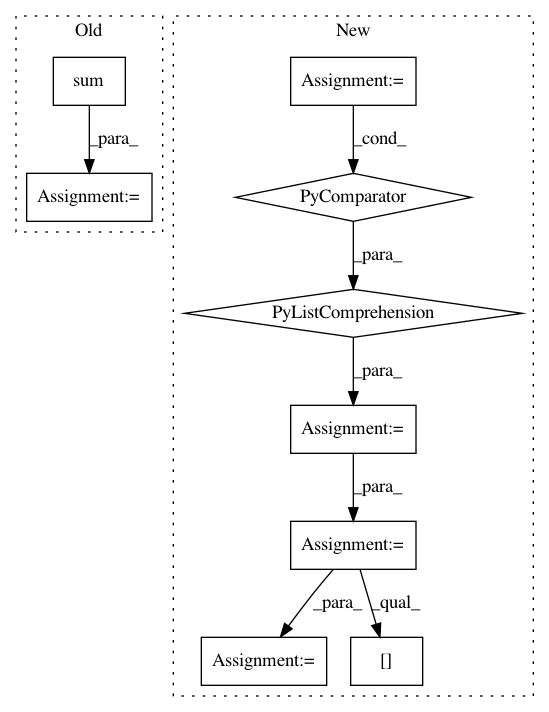 Old
New
sum
Assignment:=
_para_
_cond_
Assignment:=
PyComparator
_para_
PyListComprehension
_para_
Assignment:=
_para_
Assignment:=
_para_
_qual_
Assignment:=
[]